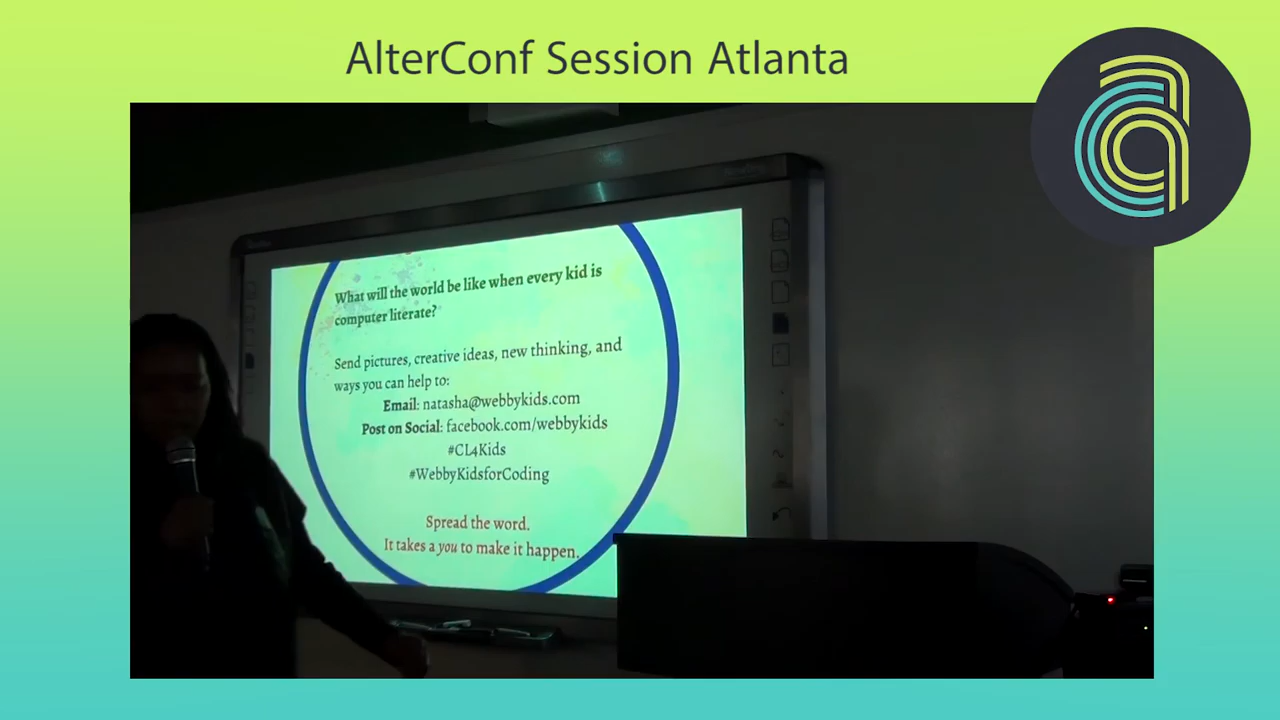 AlterConf Session Atlanta
What will the world be like when every kid is
computer literate?
Send pictures, creative ideas, new thinking, and
ways you can help to:
Email: natasha@webbykids.com
Post on Social: facebook.com/webbykids
#CL4Kids
#WebbyKidsforCoding
Spread the word.
It takes a you to make it happen.